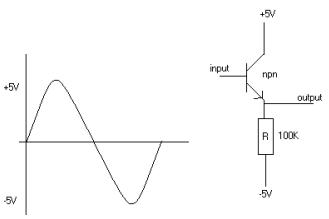 +5V
-5V
+5V
input
npn
output
R
100K
-5V